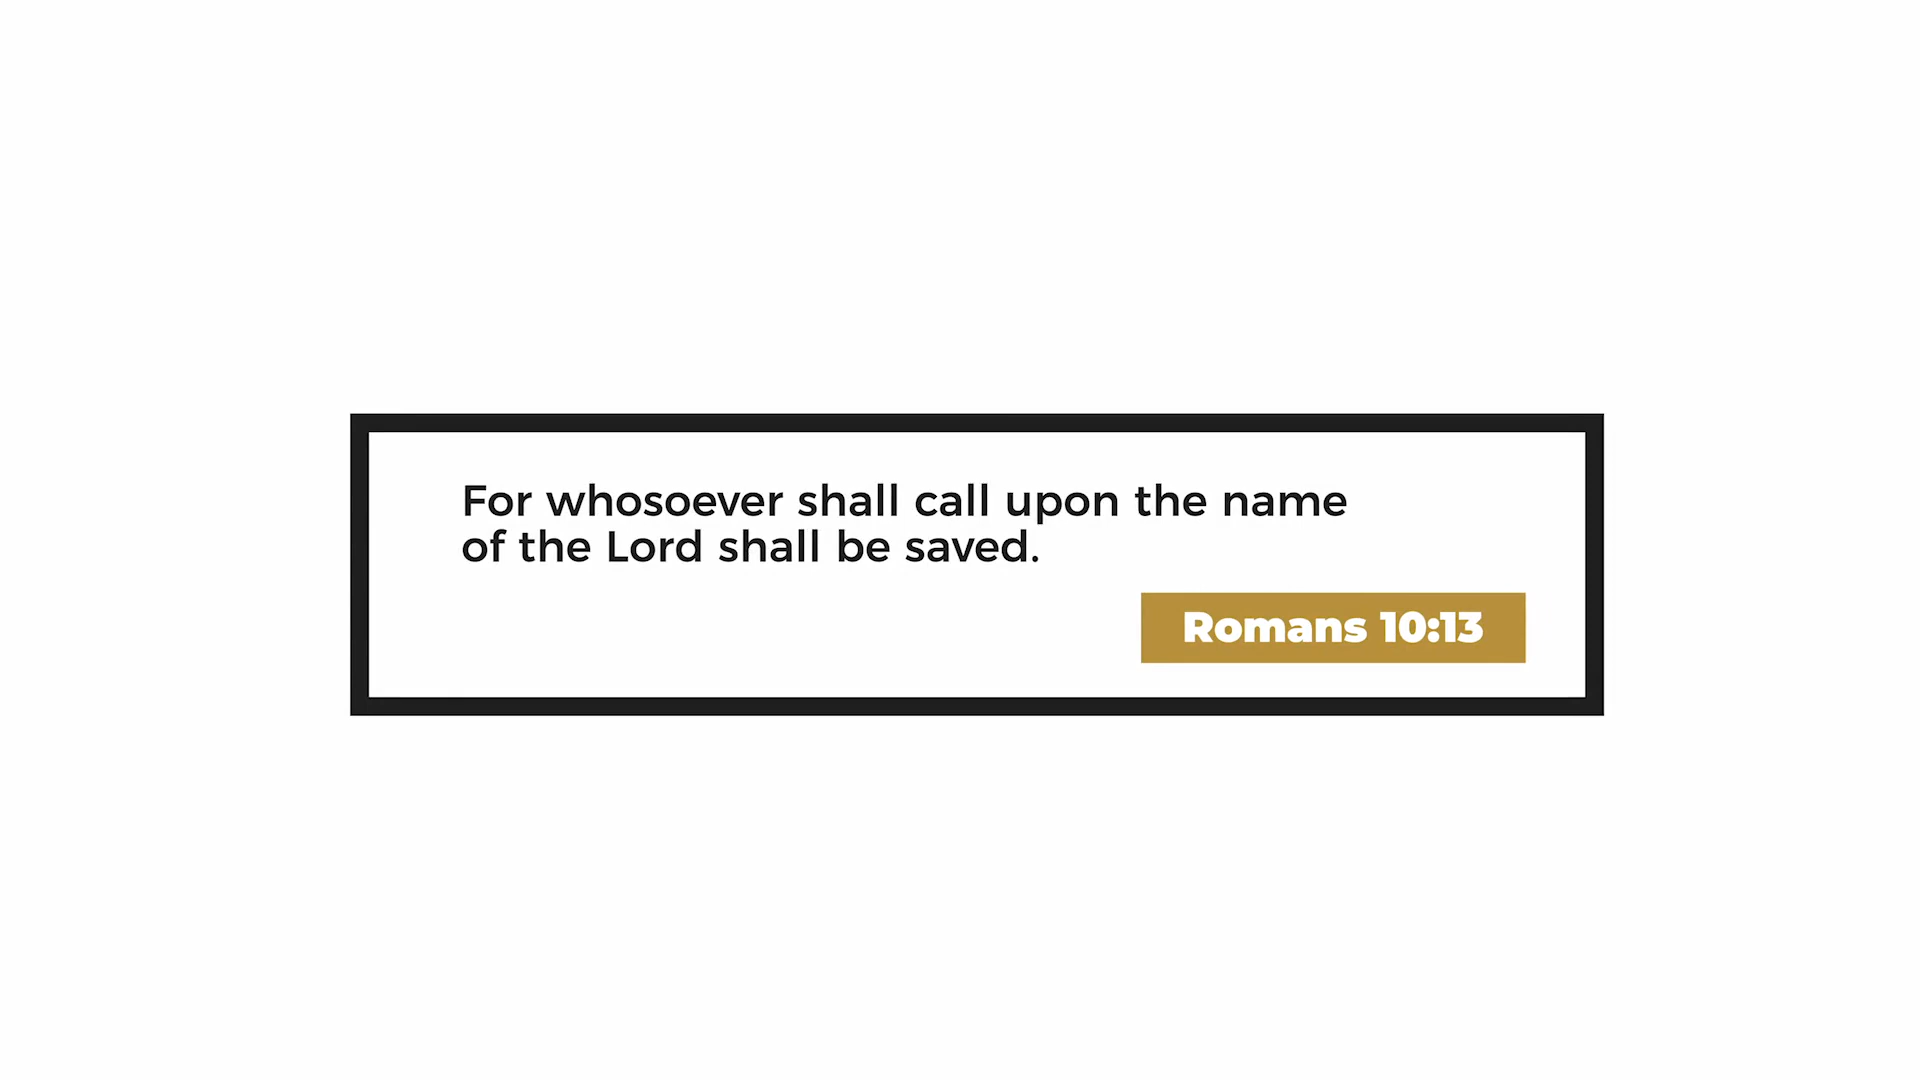 For whosoever shall call upon the name
of the Lord shall be saved.
Romans 10:13